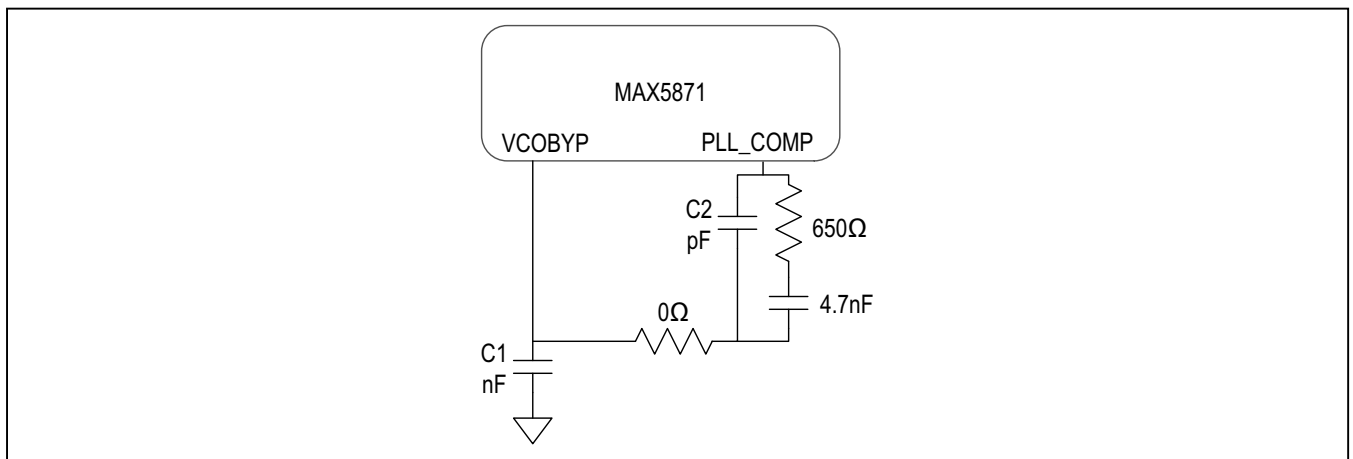 MAX5871
VCOBYP
PLL_COMP
C2
pF
650Ω
4.7nF
0Ω
C1
nF